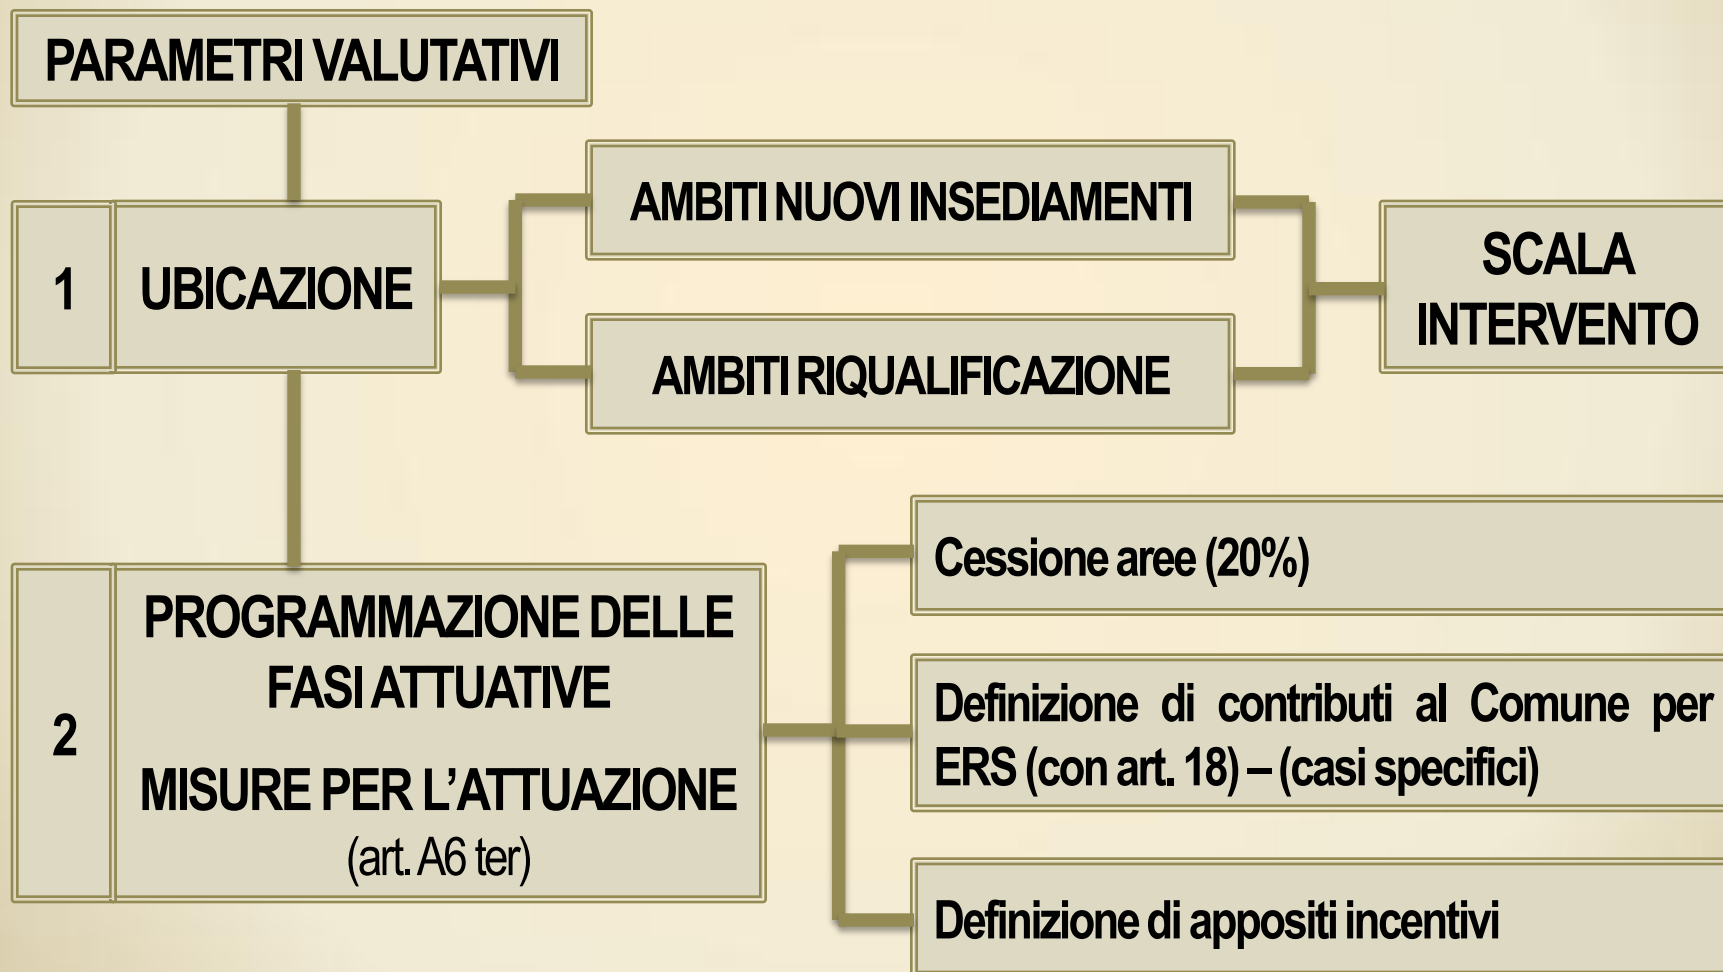 PARAMETRI VALUTATIVI
1
UBICAZIONE
AMBITI NUOVI INSEDIAMENTI
AMBITI RIQUALIFICAZIONE
SCALA
INTERVENTO
2
PROGRAMMAZIONE DELLE
FASI ATTUATIVE
MISURE PER L’ATTUAZIONE
(art. A6 ter)
Cessione aree (20%)
Definizione di contributi al Comune per
ERS (con art. 18) – (casi specifici)
Definizione di appositi incentivi